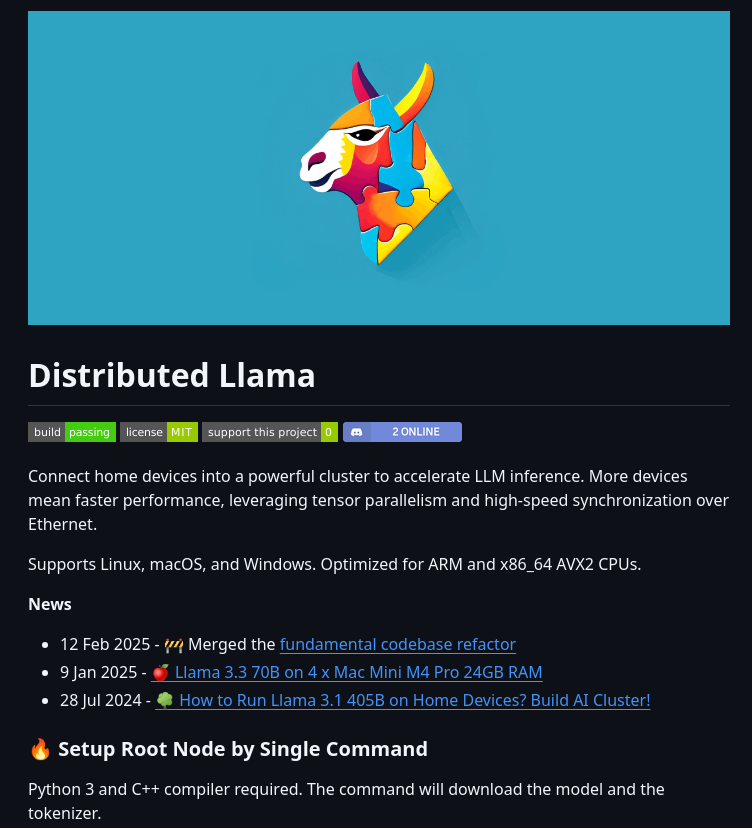 Distributed Llama
build passing license MIT support this project 0 2 ONLINE
Connect home devices into a powerful cluster to accelerate LLM inference. More devices
mean faster performance, leveraging tensor parallelism and high-speed synchronization over
Ethernet.
Supports Linux, macOS, and Windows. Optimized for ARM and x86_64 AVX2 CPUs.
News
• 12 Feb 2025 - 🚧 Merged the fundamental codebase refactor
• 9 Jan 2025 - 🍎 Llama 3.3 70B on 4 x Mac Mini M4 Pro 24GB RAM
• 28 Jul 2024 - 🌳 How to Run Llama 3.1 405B on Home Devices? Build AI Cluster!
🔥 Setup Root Node by Single Command
Python 3 and C++ compiler required. The command will download the model and the
tokenizer.